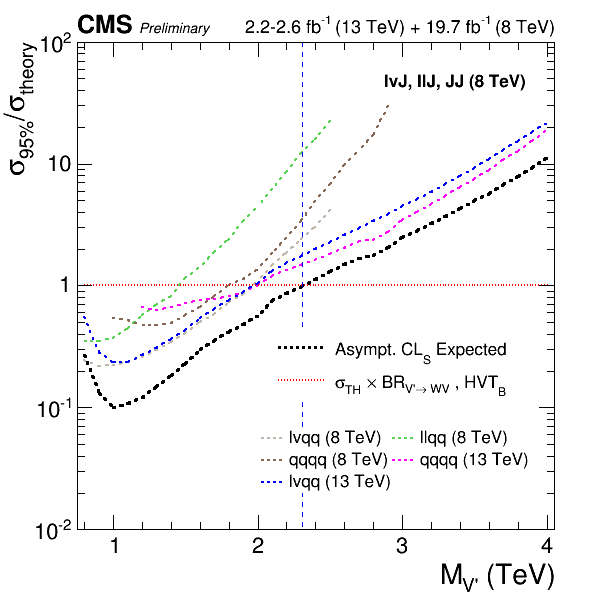 CMS Preliminary 2.2-2.6 fb⁻¹ (13 TeV) + 19.7 fb⁻¹ (8 TeV)
lvJ, llJ, JJ (8 TeV)
σ95%/σtheory
10²
10
1
10⁻¹
10⁻²
Asympt. CLS Expected
σTH × BRV'→ WV , HVTB
lvqq (8 TeV) llqq (8 TeV)
qqqq (8 TeV) qqqq (13 TeV)
lvqq (13 TeV)
1 2 3 4
MV' (TeV)